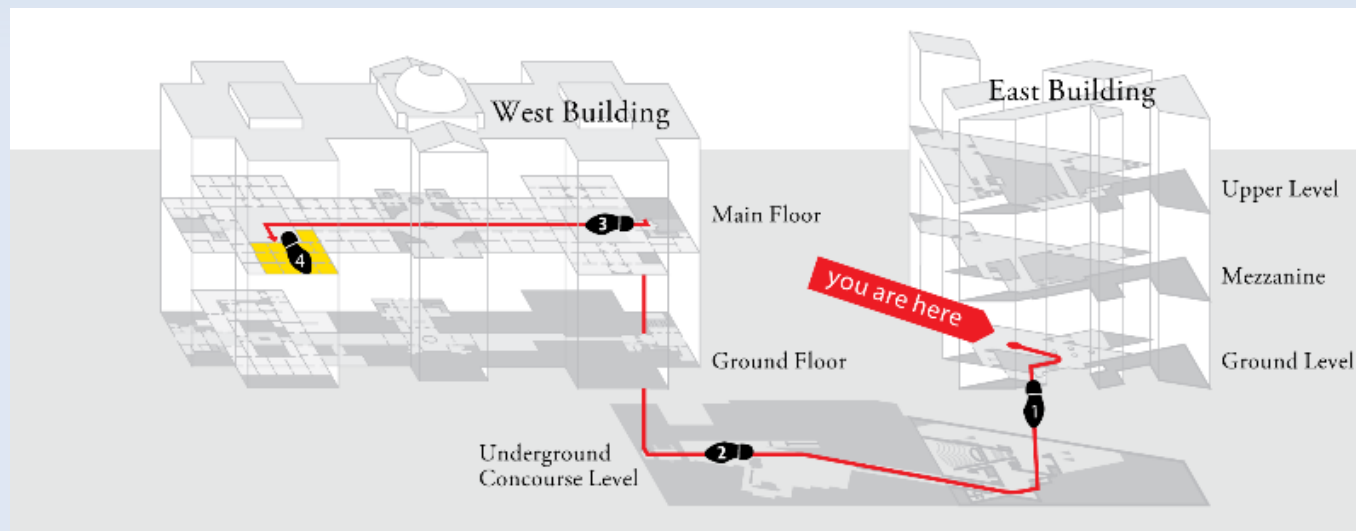 West Building
East Building
Upper Level
Main Floor
3
4
Mezzanine
you are here
Ground Floor
Ground Level
1
2
Underground
Concourse Level